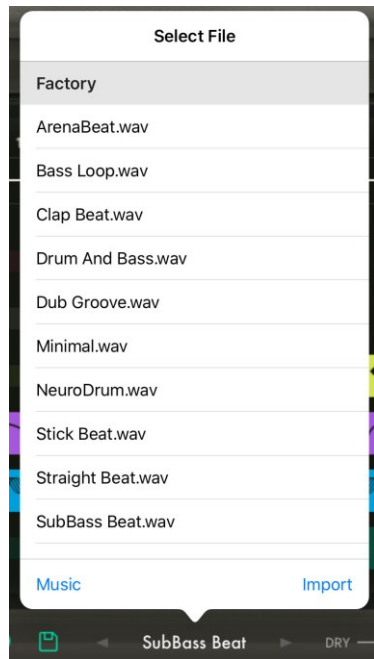 Select File
Factory
ArenaBeat.wav
Bass Loop.wav
Clap Beat.wav
Drum And Bass.wav
Dub Groove.wav
Minimal.wav
NeuroDrum.wav
Stick Beat.wav
Straight Beat.wav
SubBass Beat.wav
Music Import
SubBass Beat DRY